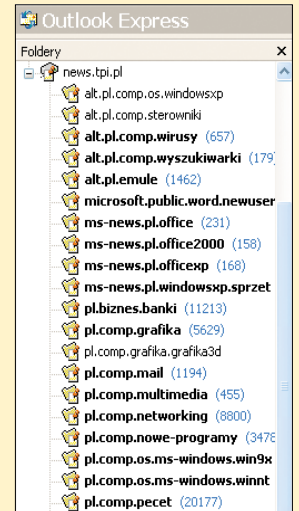 Outlook Express
Foldery
news.tpi.pl
alt.pl.comp.os.windowsxp
alt.pl.comp.sterowniki
alt.pl.comp.wirusy (657)
alt.pl.comp.wyszukiwarki (179)
alt.pl.emule (1462)
microsoft.public.word.newuser
ms-news.pl.office (231)
ms-news.pl.office2000 (158)
ms-news.pl.officexp (168)
ms-news.pl.windowsxp.sprzet
pl.biznes.banki (11213)
pl.comp.grafika (5629)
pl.comp.grafika.grafika3d
pl.comp.mail (1194)
pl.comp.multimedia (455)
pl.comp.networking (8800)
pl.comp.nowe-programy (3478
pl.comp.os.ms-windows.win9x
pl.comp.os.ms-windows.winnt
pl.comp.pecet (20177)